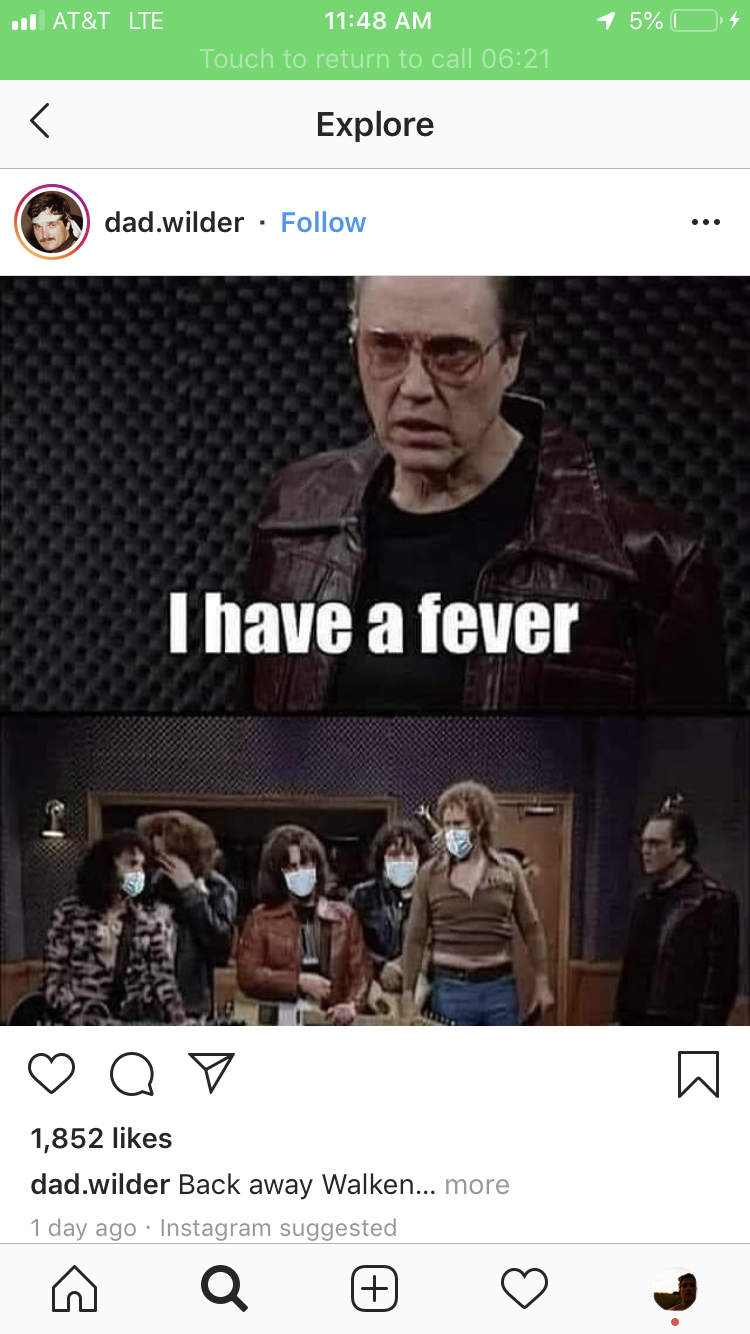 AT&T LTE 11:48 AM 5%
Touch to return to call 06:21
Explore
dad.wilder · Follow
I have a fever
1,852 likes
dad.wilder Back away Walken... more
1 day ago · Instagram suggested